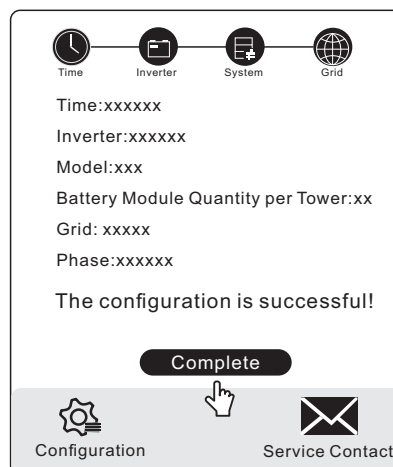 Time Inverter System Grid
Time:xxxxxx
Inverter:xxxxxx
Model:xxx
Battery Module Quantity per Tower:xx
Grid: xxxxx
Phase:xxxxxx
The configuration is successful!
Complete
Configuration Service Contact